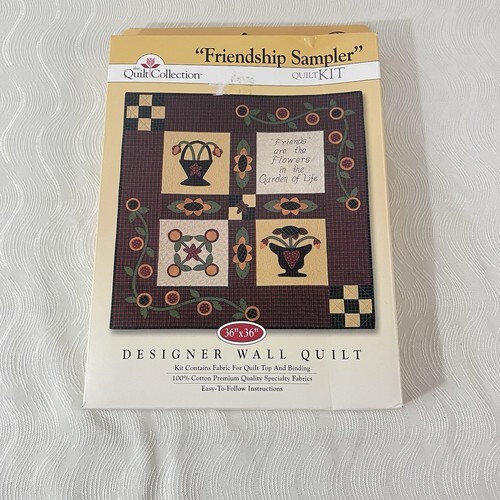 "Friendship Sampler"
the
Quilt Collection
QUILT KIT
"Friends"
are the
Flowers
in the
Garden of Life
36"x36"
DESIGNER WALL QUILT
Kit Contains Fabric For Quilt Top And Binding
100% Cotton Premium Quality Specialty Fabrics
Easy-To-Follow Instructions